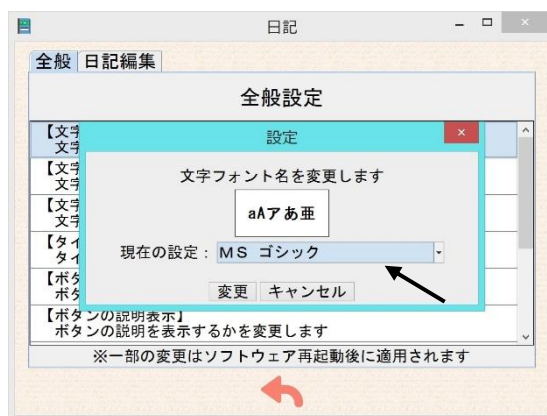 日記
全般 日記編集
全般設定
【文字
文字
【文字
文字
【文字
文字
【タイ
タイ
【ボタ
ボタ
【ボタンの説明表示】
ボタンの説明を表示するかを変更します
設定
文字フォント名を変更します
aAアあ亜
現在の設定：ＭＳ ゴシック
変更 キャンセル
※一部の変更はソフトウェア再起動後に適用されます